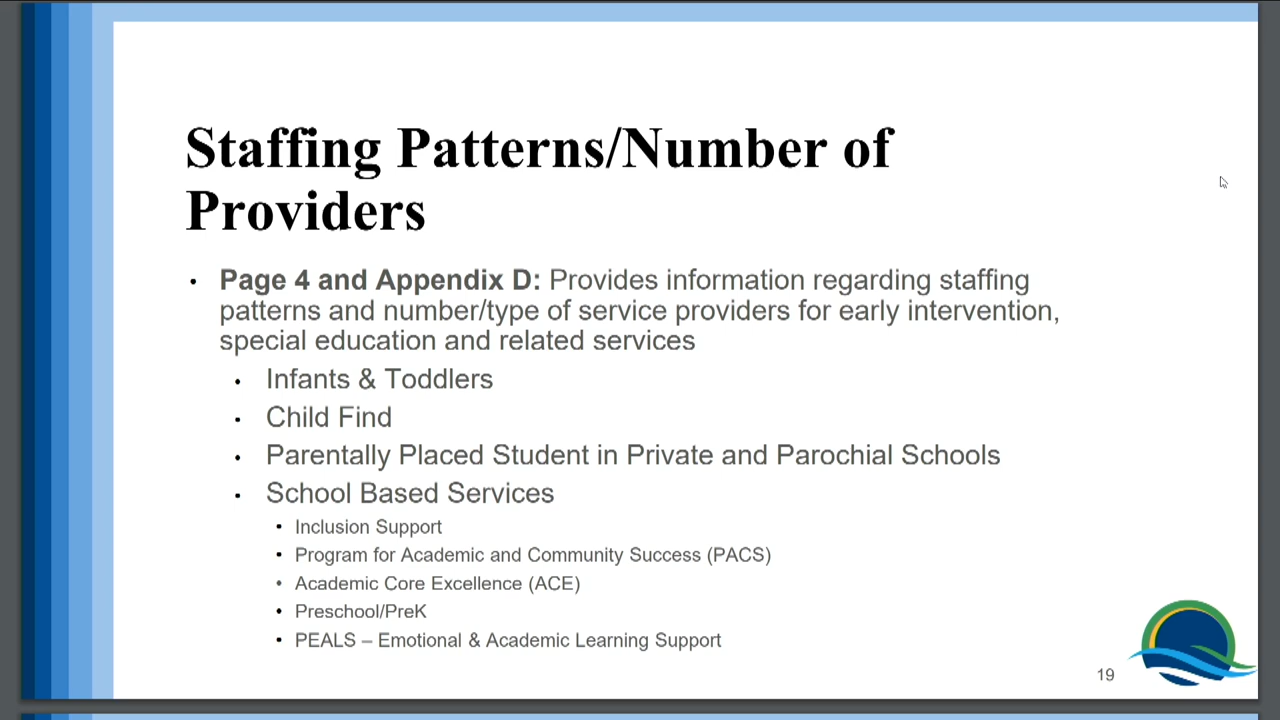 Staffing Patterns/Number of
Providers
• Page 4 and Appendix D: Provides information regarding staffing
patterns and number/type of service providers for early intervention,
special education and related services
• Infants & Toddlers
• Child Find
• Parentally Placed Student in Private and Parochial Schools
• School Based Services
• Inclusion Support
• Program for Academic and Community Success (PACS)
• Academic Core Excellence (ACE)
• Preschool/PreK
• PEALS – Emotional & Academic Learning Support
19